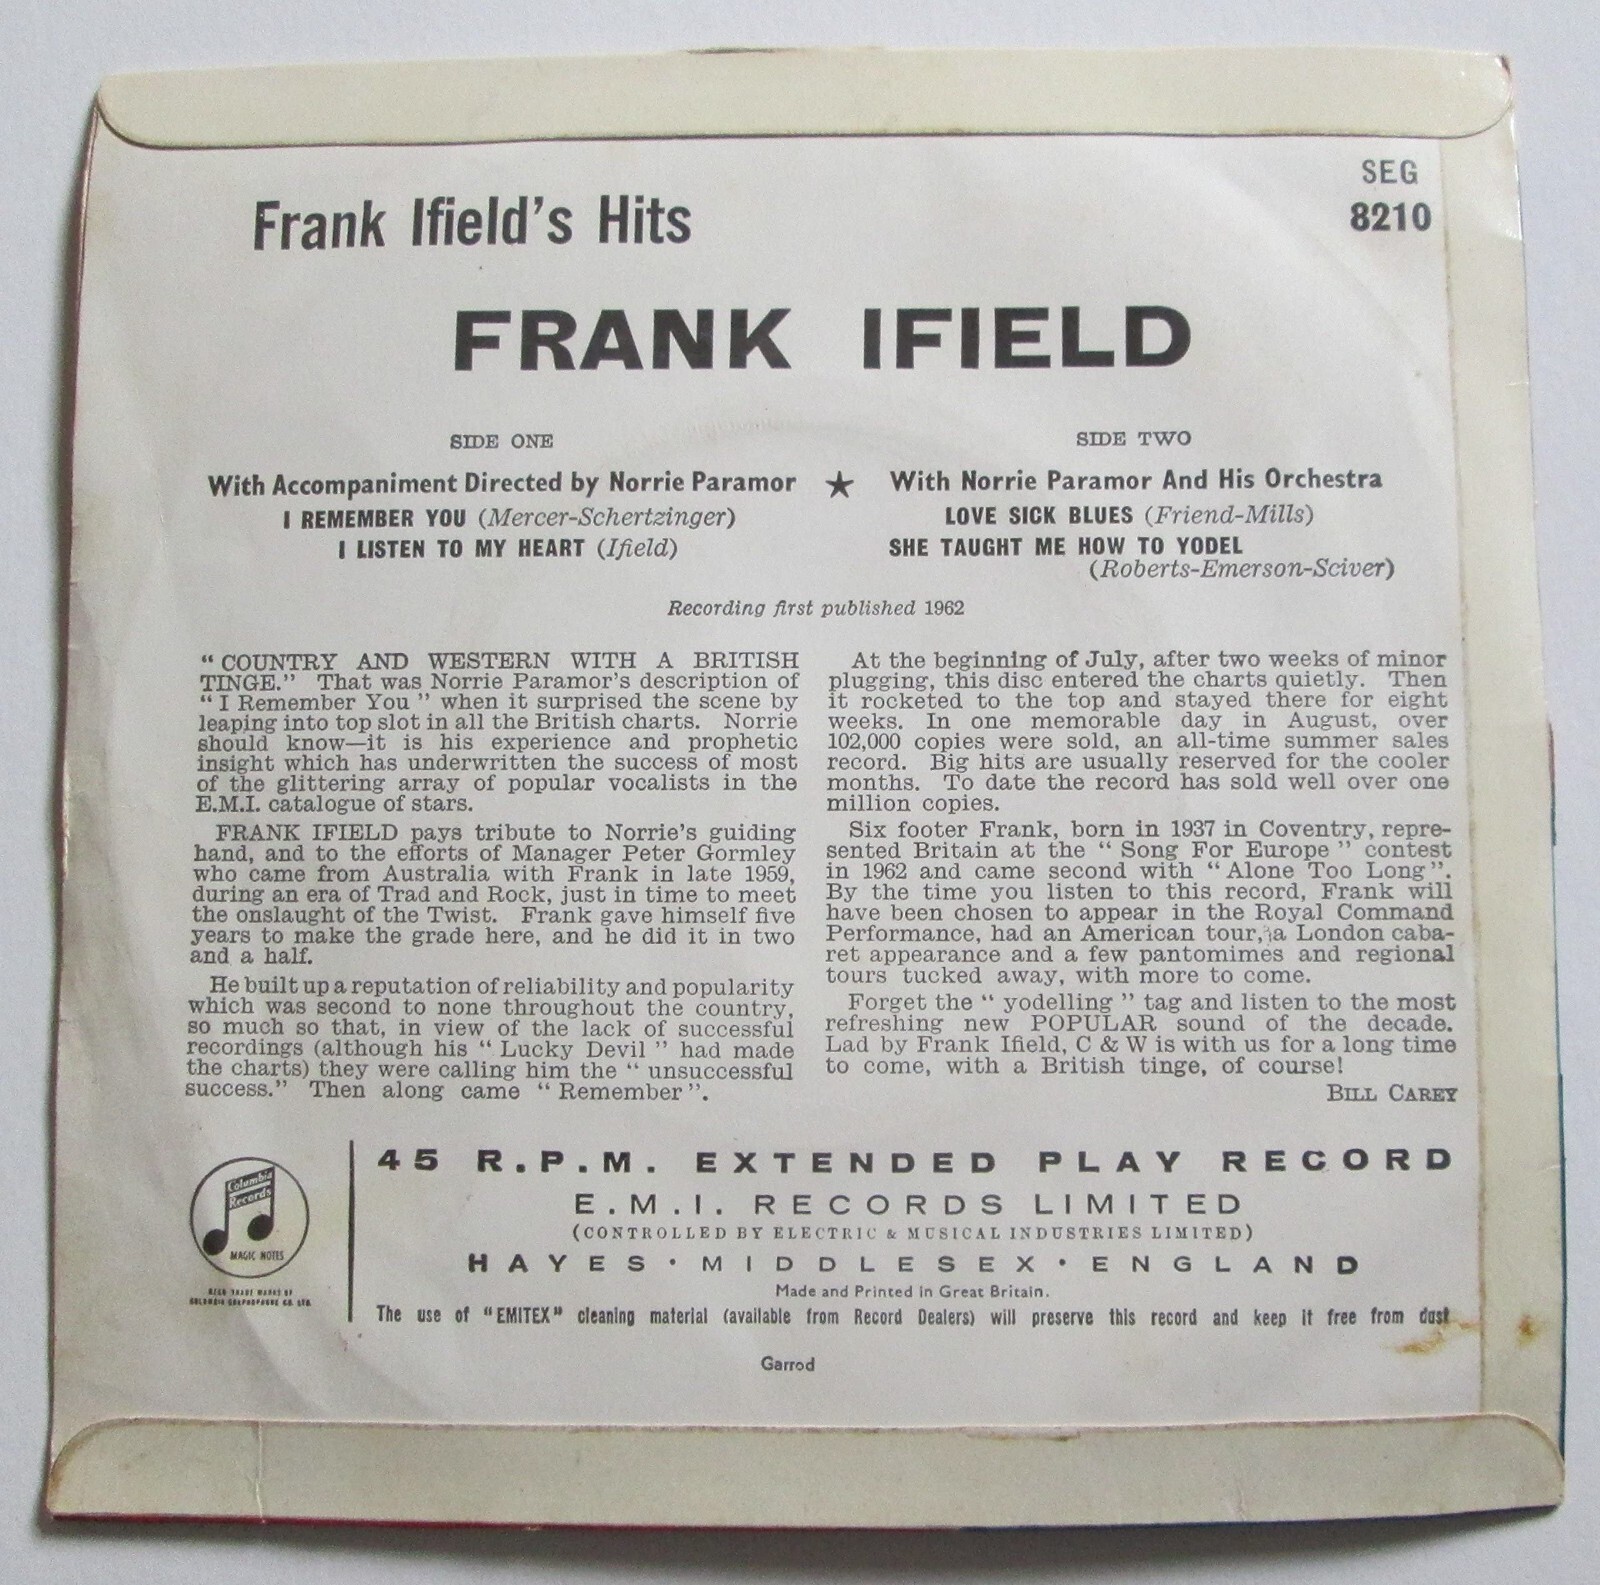 SEG
8210
Frank Ifield's Hits
FRANK IFIELD
SIDE ONE
With Accompaniment Directed by Norrie Paramor
I REMEMBER YOU (Mercer-Schertzinger)
I LISTEN TO MY HEART (Ifield)
★
SIDE TWO
With Norrie Paramor And His Orchestra
LOVE SICK BLUES (Friend-Mills)
SHE TAUGHT ME HOW TO YODEL
(Roberts-Emerson-Sciver)
Recording first published 1962
" COUNTRY AND WESTERN WITH A BRITISH
TINGE." That was Norrie Paramor's description of
" I Remember You " when it surprised the scene by
leaping into top slot in all the British charts. Norrie
should know—it is his experience and prophetic
insight which has underwritten the success of most
of the glittering array of popular vocalists in the
E.M.I. catalogue of stars.
FRANK IFIELD pays tribute to Norrie's guiding
hand, and to the efforts of Manager Peter Gormley
who came from Australia with Frank in late 1959,
during an era of Trad and Rock, just in time to meet
the onslaught of the Twist. Frank gave himself five
years to make the grade here, and he did it in two
and a half.
He built up a reputation of reliability and popularity
which was second to none throughout the country,
so much so that, in view of the lack of successful
recordings (although his " Lucky Devil " had made
the charts) they were calling him the " unsuccessful
success." Then along came " Remember ".
At the beginning of July, after two weeks of minor
plugging, this disc entered the charts quietly. Then
it rocketed to the top and stayed there for eight
weeks. In one memorable day in August, over
102,000 copies were sold, an all-time summer sales
record. Big hits are usually reserved for the cooler
months. To date the record has sold well over one
million copies.
Six footer Frank, born in 1937 in Coventry, repre-
sented Britain at the " Song For Europe " contest
in 1962 and came second with " Alone Too Long ".
By the time you listen to this record, Frank will
have been chosen to appear in the Royal Command
Performance, had an American tour, a London caba-
ret appearance and a few pantomimes and regional
tours tucked away, with more to come.
Forget the " yodelling " tag and listen to the most
refreshing new POPULAR sound of the decade.
Lad by Frank Ifield, C & W is with us for a long time
to come, with a British tinge, of course!
BILL CAREY
Columbia
Records
MAGIC NOTES
REGD TRADE MARKS OF
COLUMBIA GRAPHOPHONE CO. LTD.
45 R.P.M. EXTENDED PLAY RECORD
E.M.I. RECORDS LIMITED
(CONTROLLED BY ELECTRIC & MUSICAL INDUSTRIES LIMITED)
HAYES · MIDDLESEX · ENGLAND
Made and Printed in Great Britain.
The use of "EMITEX" cleaning material (available from Record Dealers) will preserve this record and keep it free from dust
Garrod